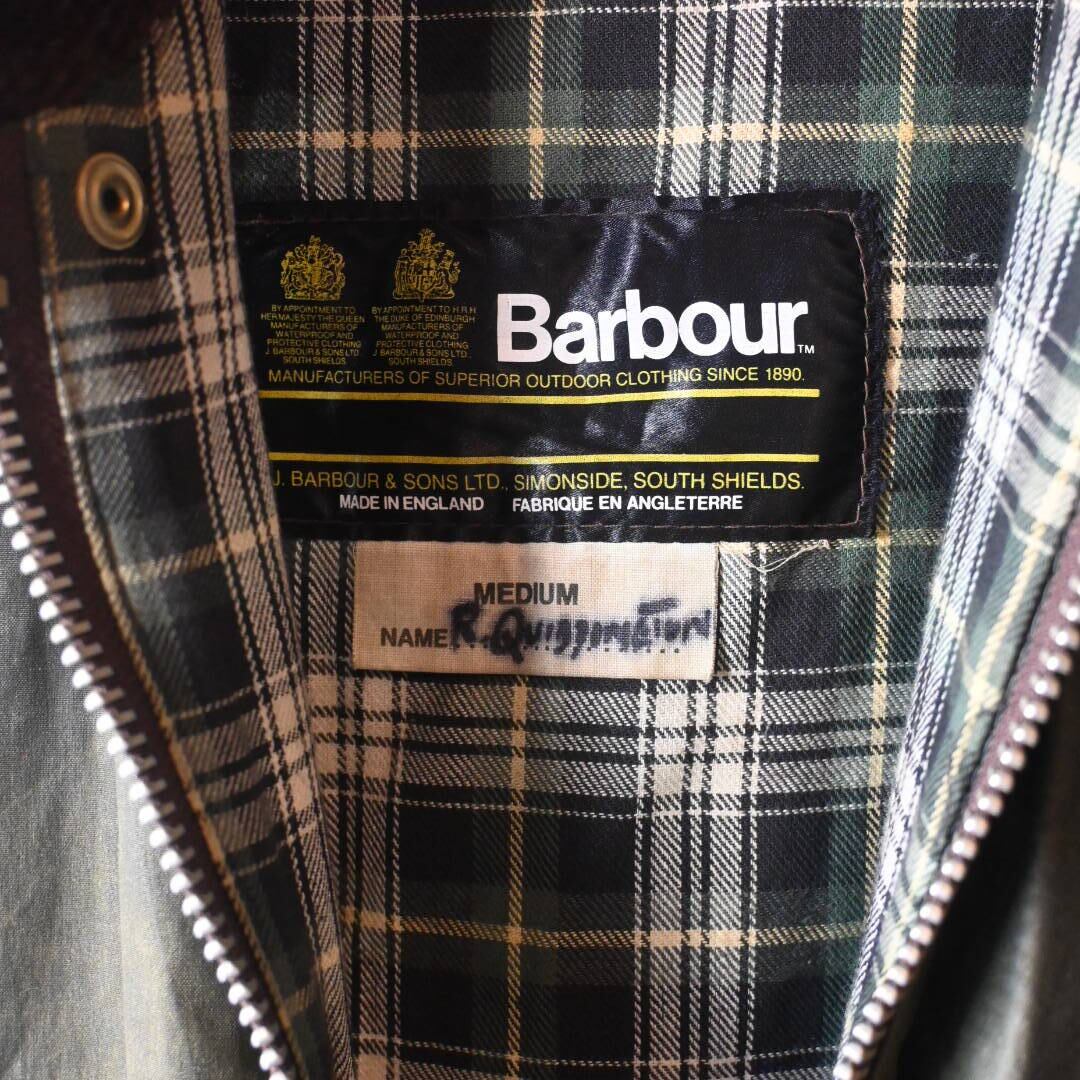 BY APPOINTMENT TO
HER MAJESTY THE QUEEN
MANUFACTURERS OF
WATERPROOF AND
PROTECTIVE CLOTHING
J. BARBOUR & SONS LTD
SOUTH SHIELDS
BY APPOINTMENT TO H.R.H.
THE DUKE OF EDINBURGH
MANUFACTURERS OF
WATERPROOF AND
PROTECTIVE CLOTHING
J. BARBOUR & SONS LTD.
SOUTH SHIELDS
Barbour™
MANUFACTURERS OF SUPERIOR OUTDOOR CLOTHING SINCE 1890.
J. BARBOUR & SONS LTD., SIMONSIDE, SOUTH SHIELDS.
MADE IN ENGLAND FABRIQUE EN ANGLETERRE
MEDIUM
NAME R.